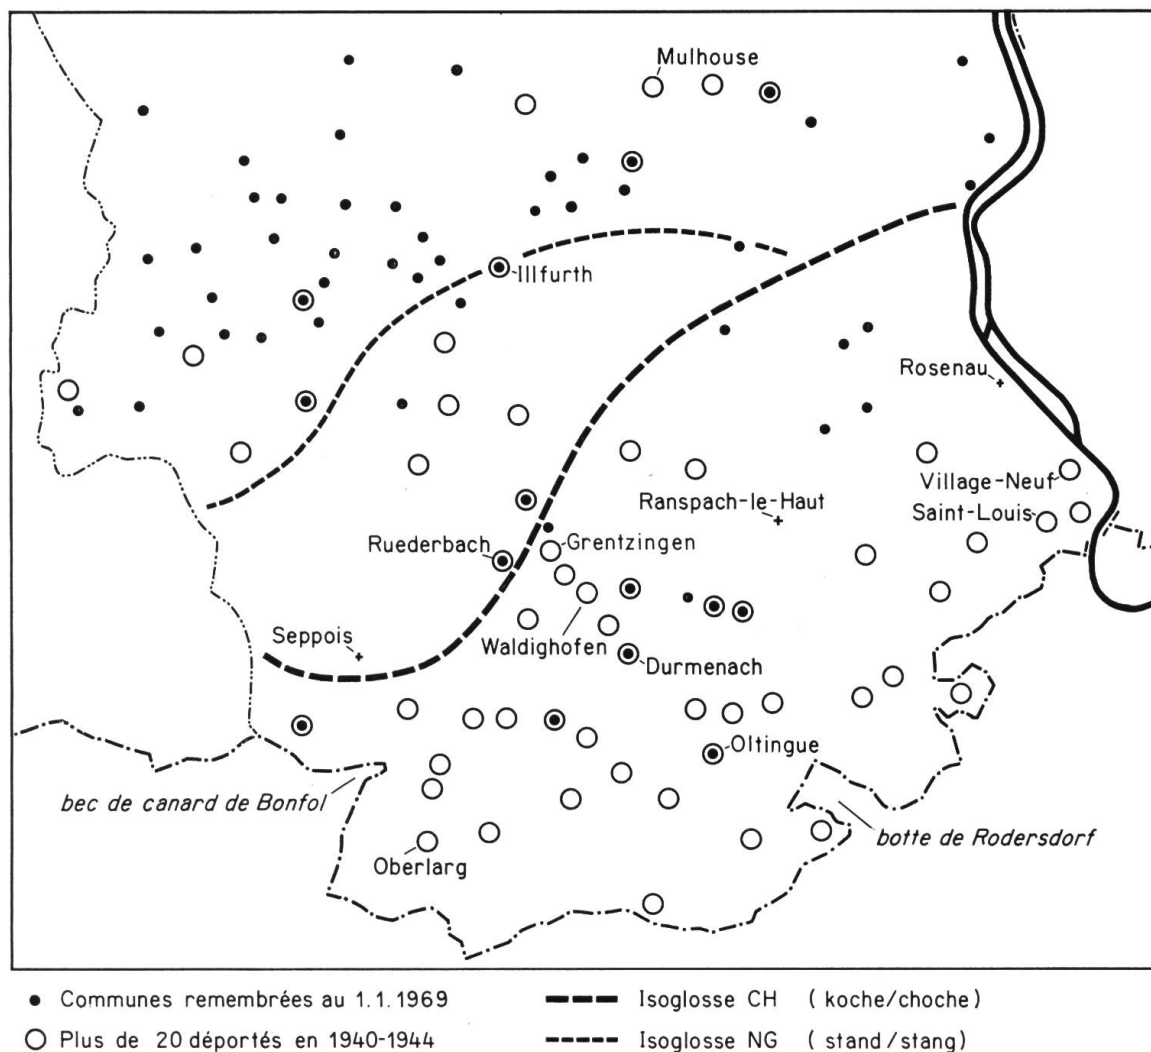 Mulhouse
Illfurth
Rosenau
Village-Neuf
Ranspach-le-Haut
Saint-Louis
Ruederbach
Grentzingen
Seppois
Waldighofen
Durmenach
Oltingue
bec de canard de Bonfol
botte de Rodersdorf
Oberlarg
Communes remembrées au 1.1.1969
Isoglosse CH (koche/choche)
Plus de 20 déportés en 1940-1944
Isoglosse NG (stand/stang)